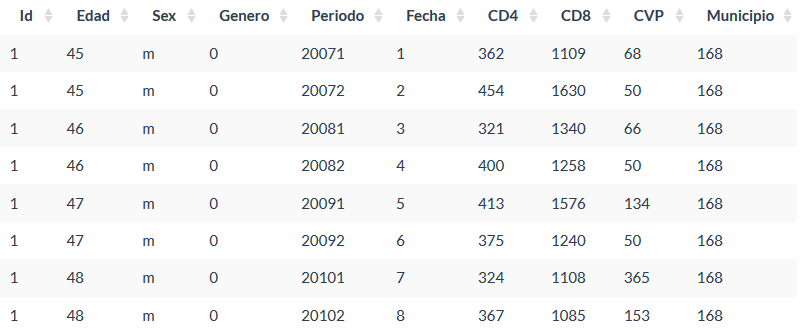 Id Edad Sex Genero Periodo Fecha CD4 CD8 CVP Municipio
1 45 m 0 20071 1 362 1109 68 168
1 45 m 0 20072 2 454 1630 50 168
1 46 m 0 20081 3 321 1340 66 168
1 46 m 0 20082 4 400 1258 50 168
1 47 m 0 20091 5 413 1576 134 168
1 47 m 0 20092 6 375 1240 50 168
1 48 m 0 20101 7 324 1108 365 168
1 48 m 0 20102 8 367 1085 153 168